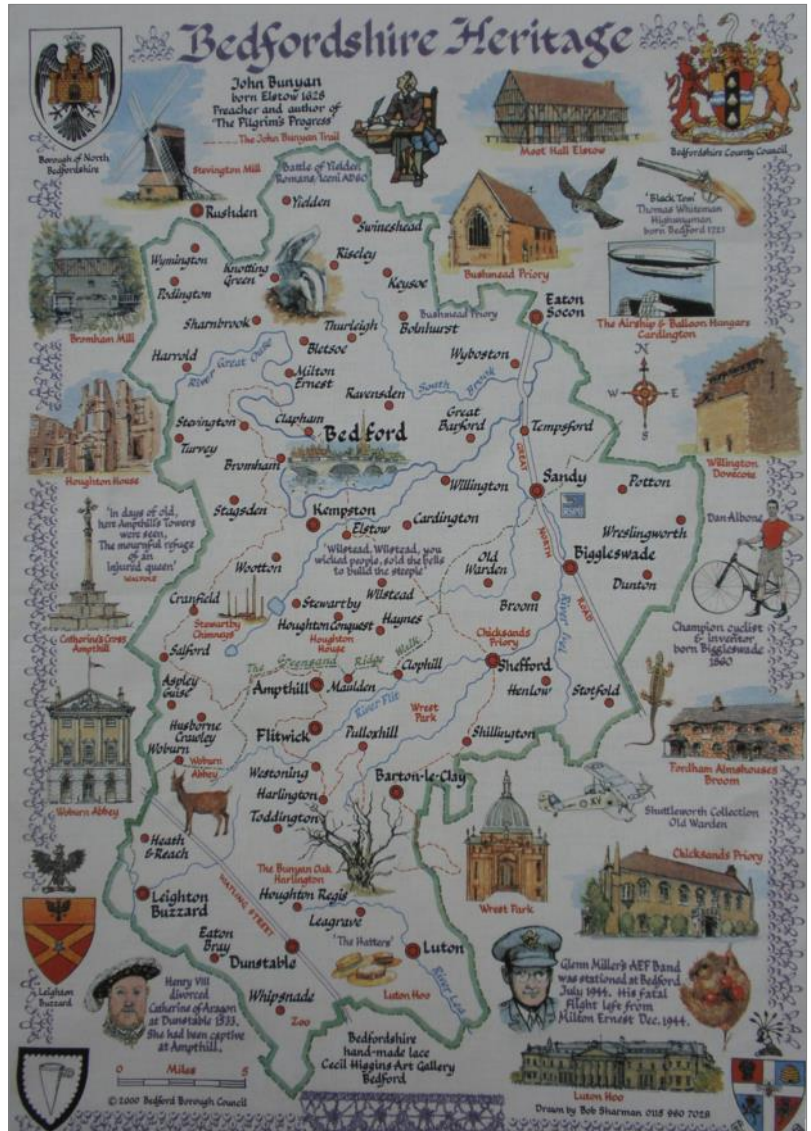 Bedfordshire Heritage
Borough of North
Bedfordshire
John Bunyan
born Elstow 1628
Preacher and author of
'The Pilgrim's Progress'
The John Bunyan Trail
Stevington Mill
Moot Hall Elstow
Bedfordshire County Council
Battle of Yielden
Romans/Iceni AD60
'Black Tom'
Thomas Whiteman
Highwayman
born Bedford 1721
Rushden
Yielden
Swineshead
Bushmead Priory
Wymington
Podington
Knotting
Green
Riseley
Keysoe
Bromham Mill
Sharnbrook
Thurleigh
Bolnhurst
Bushmead Priory
Eaton
Socon
The Airship & Balloon Hangars
Cardington
Harrold
River Great Ouse
Bletsoe
Milton
Ernest
Wyboston
South Brook
N
W E
S
Ravensden
Stevington
Turvey
Clapham
Bedford
Great
Barford
Tempsford
Houghton House
Bromham
Willington
Dovecote
GREAT
NORTH
ROAD
Sandy
RSPB
Potton
Willington
Stagsden
Kempston
Elstow
Cardington
Wreslingworth
Dan Albone
'In days of old,
here Ampthill's Towers
were seen,
The mournful refuge
of an
injured queen'
WALPOLE
'Wilstead, Wilstead, you
wicked people, sold the bells
to build the steeple'
Wootton
Wilstead
Old
Warden
Biggleswade
Dunton
Catherine's Cross
Ampthill
Cranfield
Stewartby
Chimneys
Stewartby
Houghton Conquest
Houghton
House
Haynes
Broom
River Ivel
Champion cyclist
& inventor
born Biggleswade
1860
Salford
The Greensand Ridge Walk
Chicksands
Priory
Shefford
Aspley
Guise
Ampthill
Maulden
Clophill
Henlow
Stotfold
Husborne
Crawley
River Flit
Wrest
Park
Flitwick
Pulloxhill
Shillington
Fordham Almshouses
Broom
Woburn
Woburn
Abbey
Westoning
Woburn Abbey
Harlington
Barton-le-Clay
XV
Shuttleworth Collection
Old Warden
Toddington
Heath
& Reach
The Bunyan Oak
Harlington
Wrest Park
Chicksands Priory
WATLING STREET
Leighton
Buzzard
Houghton Regis
Leagrave
Eaton
Bray
Dunstable
'The Hatters'
Luton
River Lea
Luton Hoo
Leighton
Buzzard
Henry VIII
divorced
Catherine of Aragon
at Dunstable 1533.
She had been captive
at Ampthill.
Whipsnade
Zoo
Glenn Miller's AEF Band
was stationed at Bedford
July 1944. His fatal
flight left from
Milton Ernest Dec. 1944.
Bedfordshire
hand-made lace
Cecil Higgins Art Gallery
Bedford
0 Miles 5
Luton Hoo
© 2000 Bedford Borough Council
Drawn by Bob Sharman 0115 960 7028